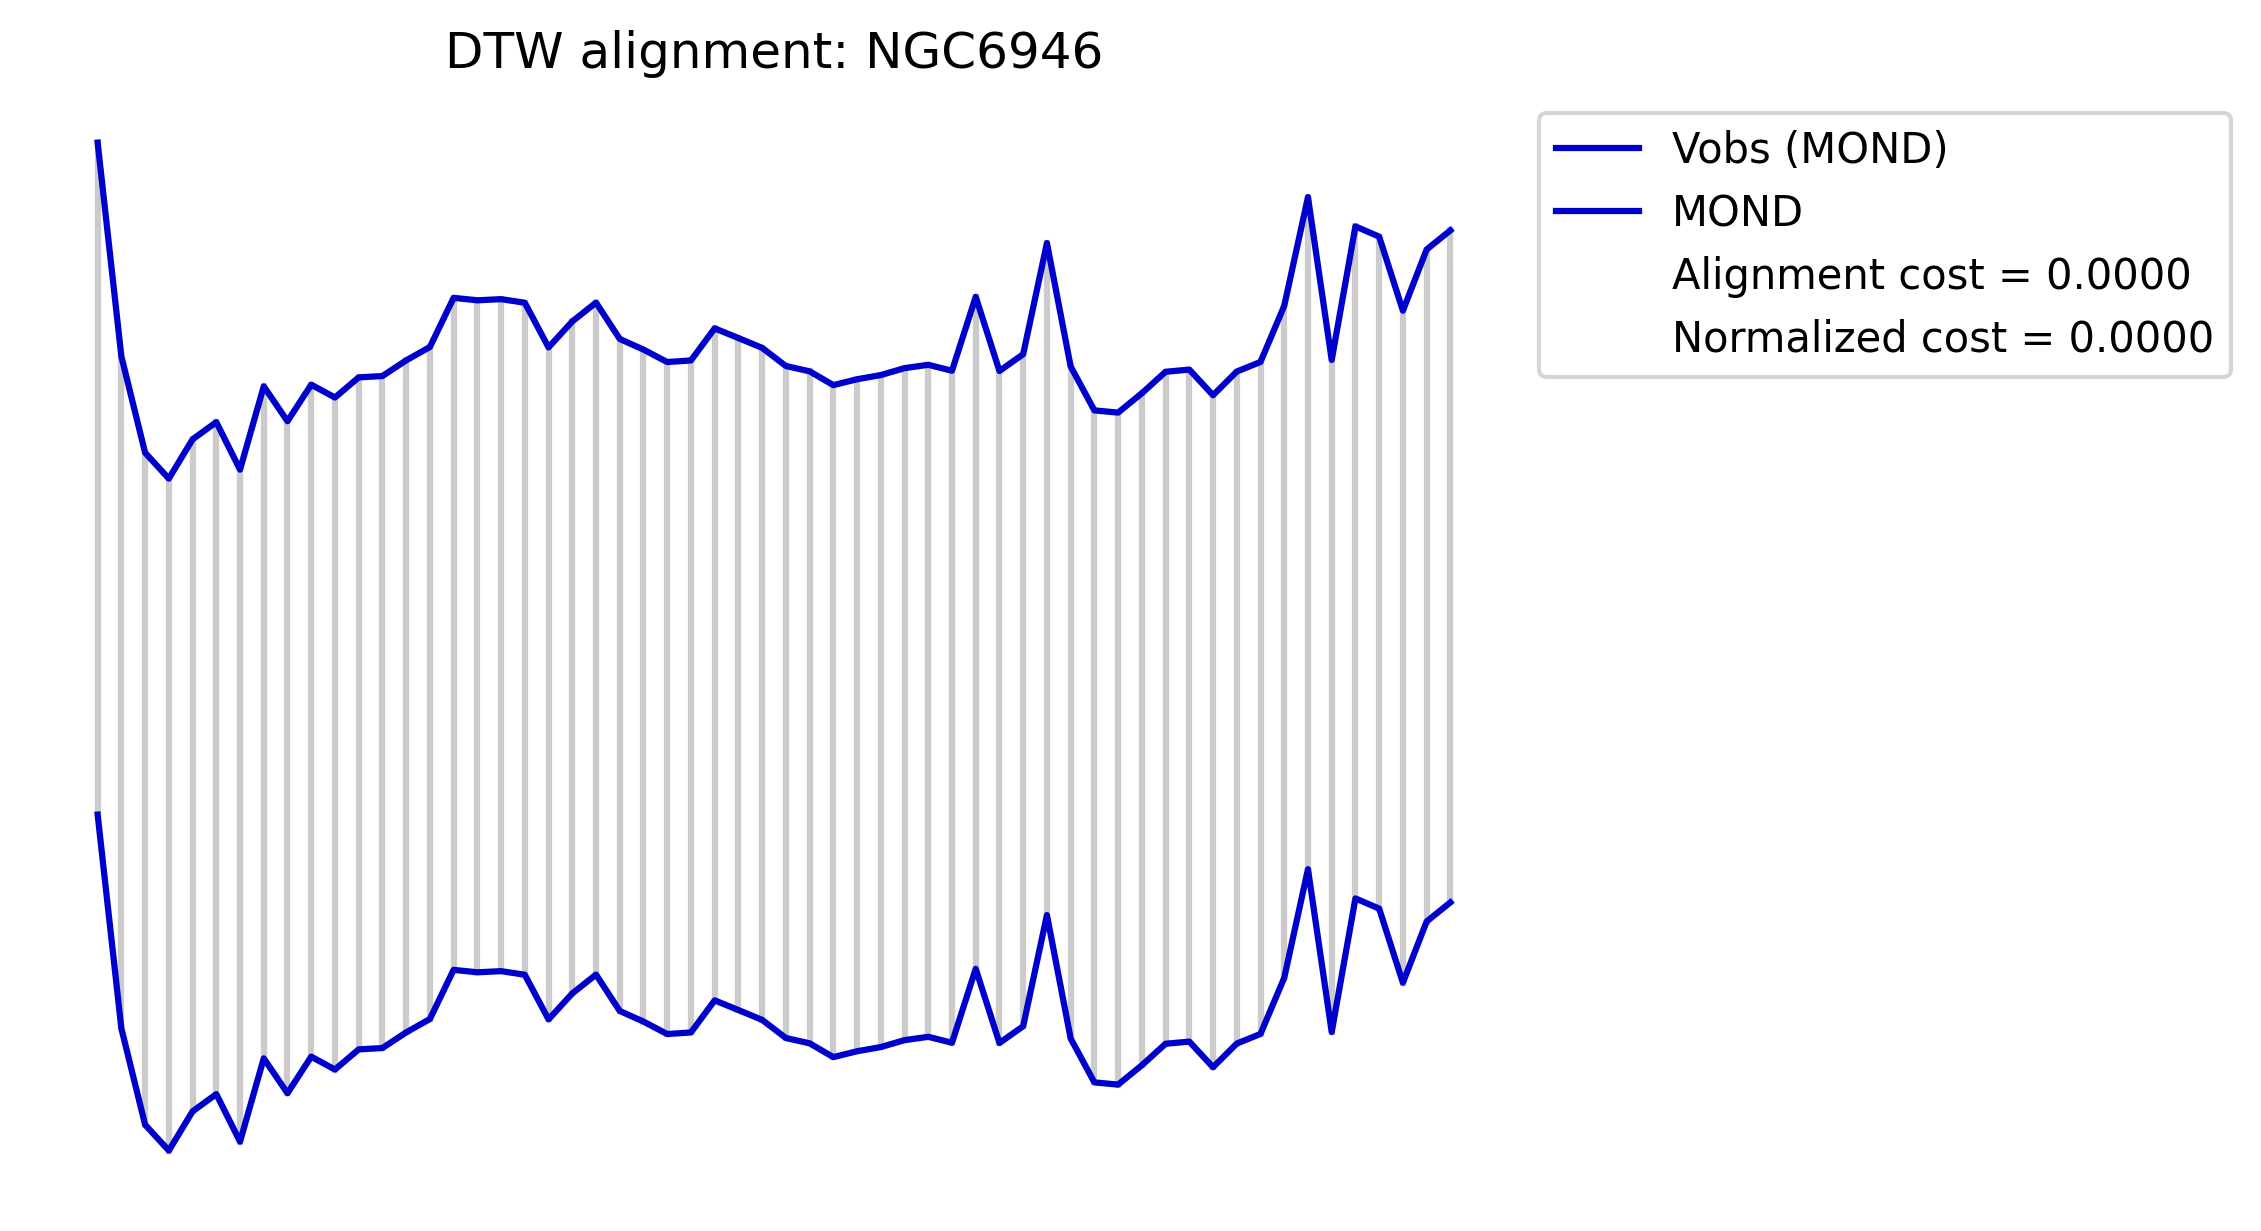 DTW alignment: NGC6946
Vobs (MOND)
MOND
Alignment cost = 0.0000
Normalized cost = 0.0000